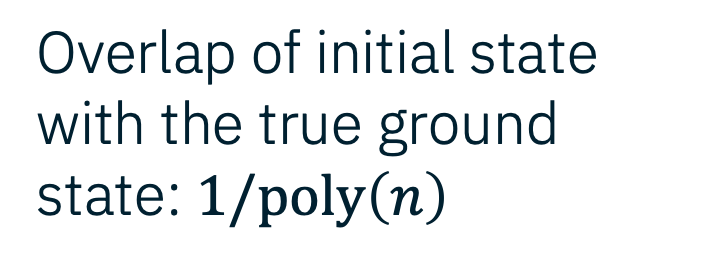 Overlap of initial state
with the true ground
state: 1/poly(n)